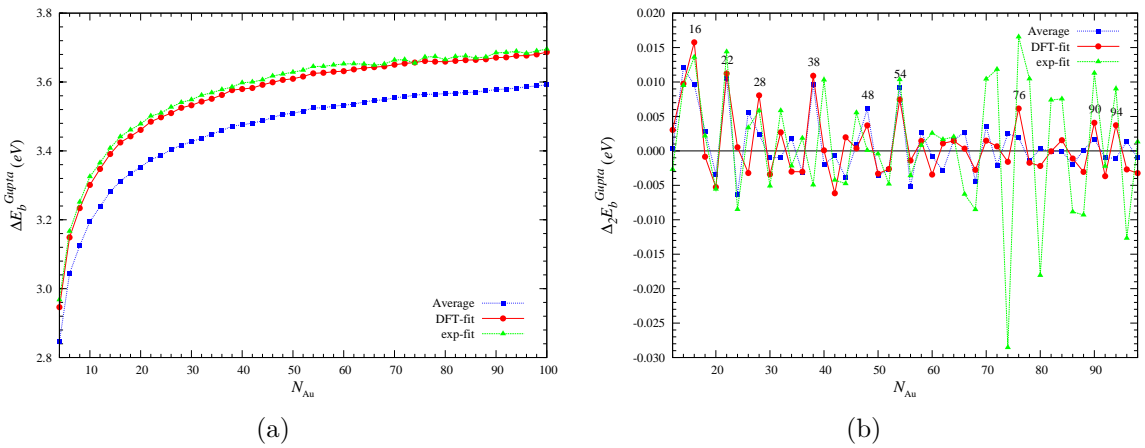 3.8
3.6
3.4
3.2
3.0
2.8
ΔE_b^Gupta (eV)
10 20 30 40 50 60 70 80 90 100
N_Au
Average
DFT-fit
exp-fit
(a)
0.020
0.015
0.010
0.005
0.000
-0.005
-0.010
-0.015
-0.020
-0.025
-0.030
Δ_2E_b^Gupta (eV)
20 30 40 50 60 70 80 90
N_Au
16
22
28
38
48
54
76
90
94
Average
DFT-fit
exp-fit
(b)